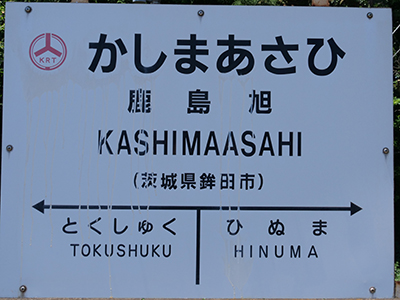 KRT
かしまあさひ
鹿島旭
KASHIMAASAHI
(茨城県鉾田市)
とくしゅく ひぬま
TOKUSHUKU HINUMA